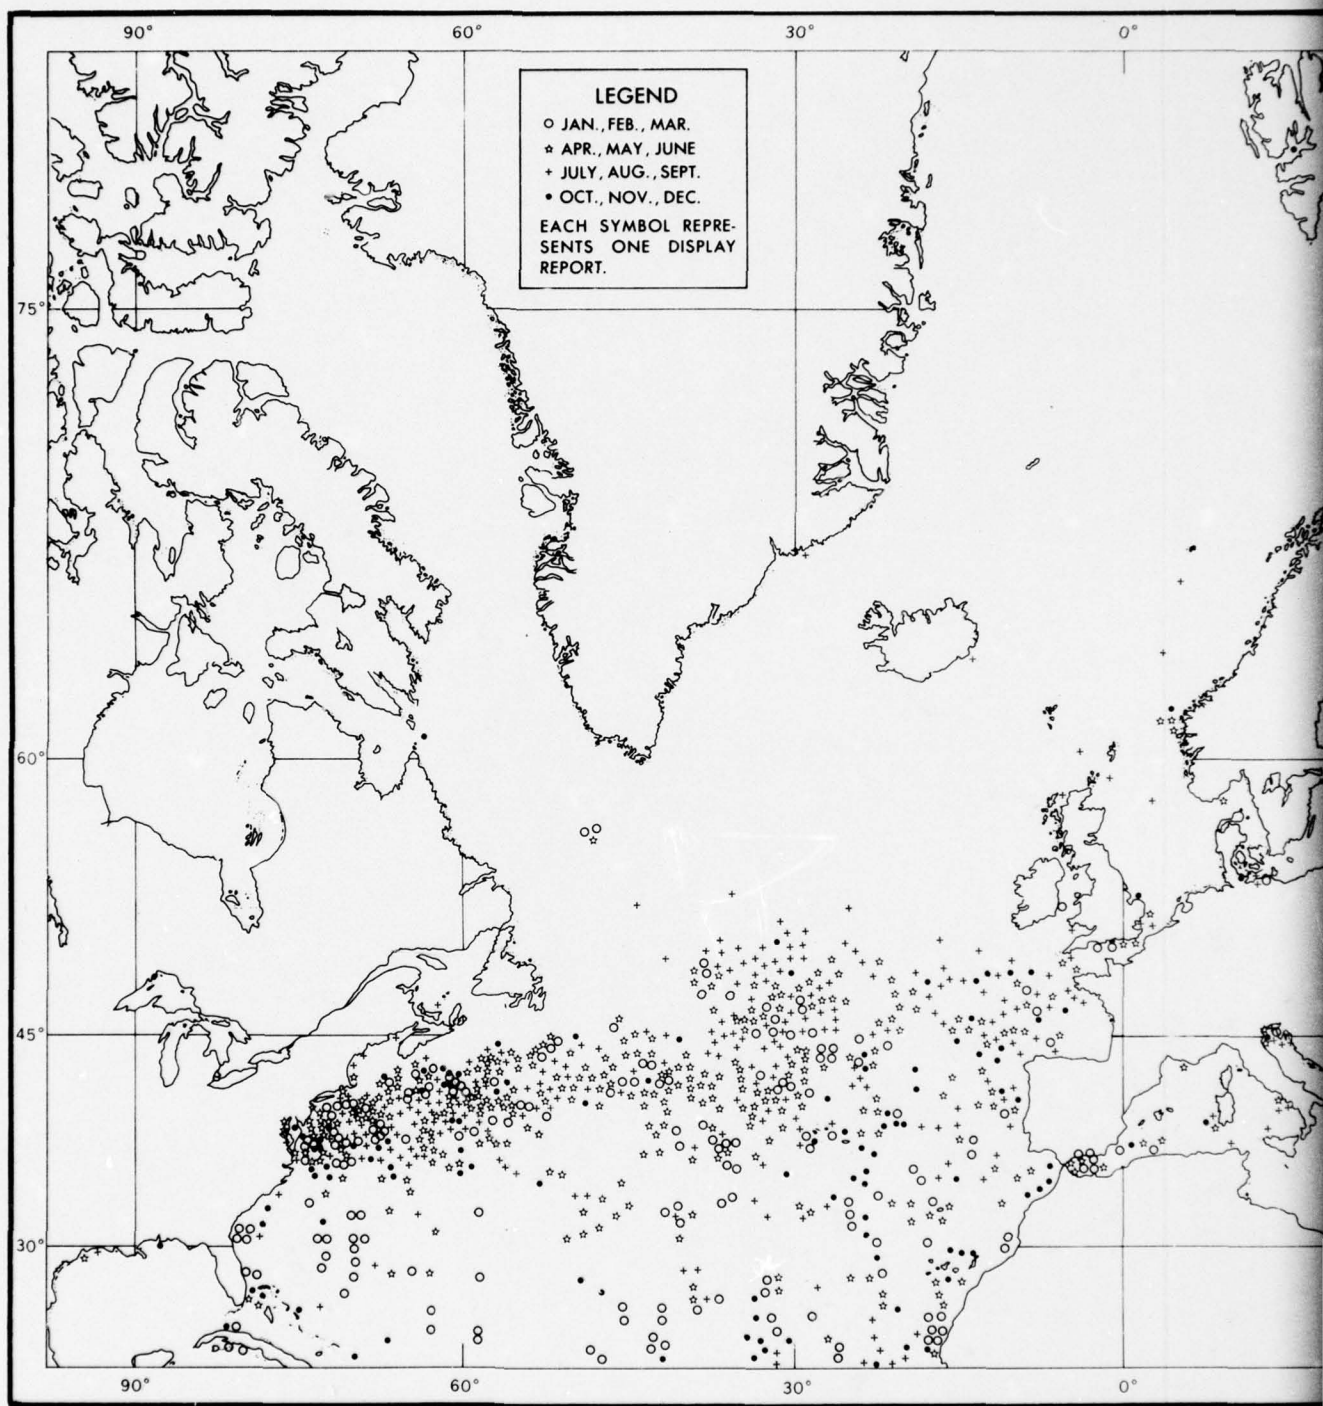 90° 60° 30° 0°
LEGEND
○ JAN., FEB., MAR.
☆ APR., MAY, JUNE
+ JULY, AUG., SEPT.
• OCT., NOV., DEC.
EACH SYMBOL REPRE-
SENTS ONE DISPLAY
REPORT.
75°
60°
45°
30°
90° 60° 30° 0°